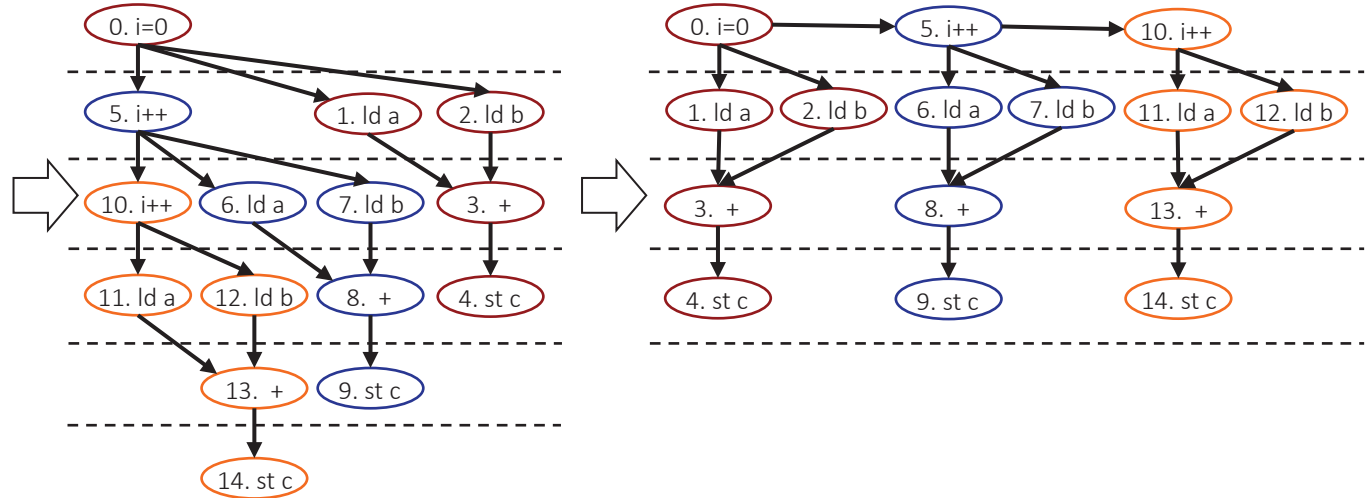 0. i=0
5. i++
1. ld a
2. ld b
10. i++
6. ld a
7. ld b
3. +
11. ld a
12. ld b
8. +
4. st c
13. +
9. st c
14. st c
0. i=0
5. i++
10. i++
1. ld a
2. ld b
6. ld a
7. ld b
11. ld a
12. ld b
3. +
8. +
13. +
4. st c
9. st c
14. st c